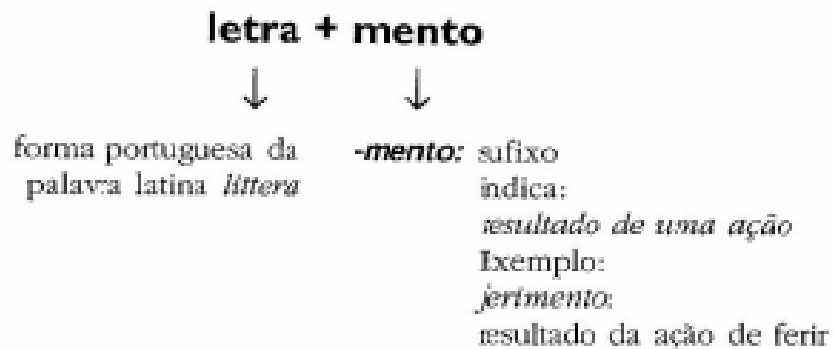 letra + mento
forma portuguesa da
palavra latina littera
-mento: sufixo
indica:
resultado de uma ação
Exemplo:
ferimento:
resultado da ação de ferir